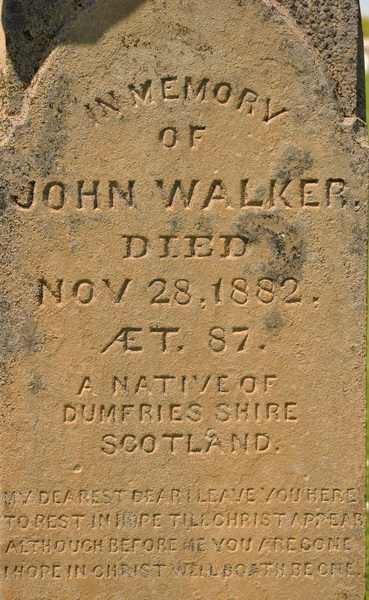 IN MEMORY
OF
JOHN WALKER.
DIED
NOV 28, 1882.
ÆT. 87.
A NATIVE OF
DUMFRIES SHIRE
SCOTLAND.
MY DEAREST DEAR I LEAVE YOU HERE
TO REST IN HOPE TILL CHRIST APPEAR
ALTHOUGH BEFORE ME YOU ARE GONE
I HOPE IN CHRIST WE'LL BOATH BE ONE